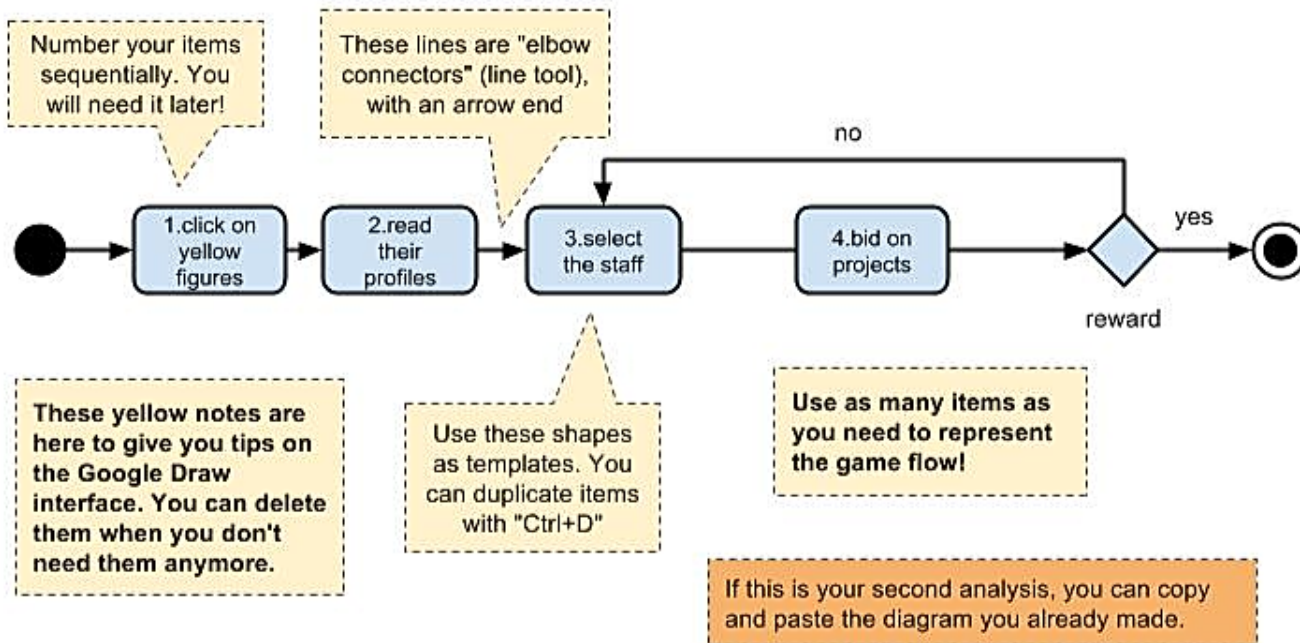 Number your items
sequentially. You
will need it later!
These lines are "elbow
connectors" (line tool),
with an arrow end
no
1.click on
yellow
figures
2.read
their
profiles
3.select
the staff
4.bid on
projects
yes
reward
These yellow notes are
here to give you tips on
the Google Draw
interface. You can delete
them when you don't
need them anymore.
Use these shapes
as templates. You
can duplicate items
with "Ctrl+D"
Use as many items as
you need to represent
the game flow!
If this is your second analysis, you can copy
and paste the diagram you already made.